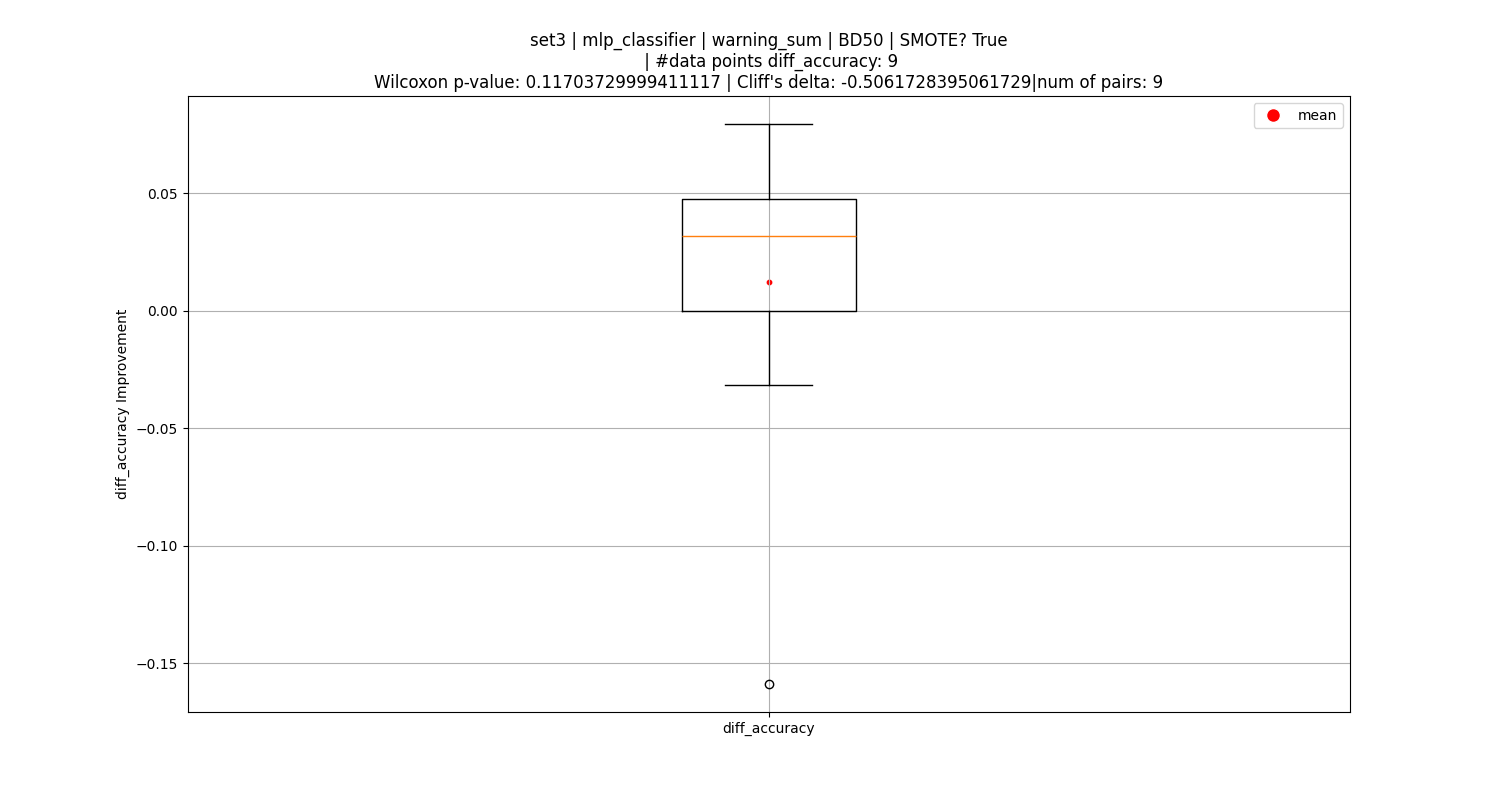 set3 | mlp_classifier | warning_sum | BD50 | SMOTE? True
| #data points diff_accuracy: 9
Wilcoxon p-value: 0.11703729999411117 | Cliff's delta: -0.5061728395061729|num of pairs: 9
mean
0.05
0.00
−0.05
−0.10
−0.15
diff_accuracy Improvement
diff_accuracy